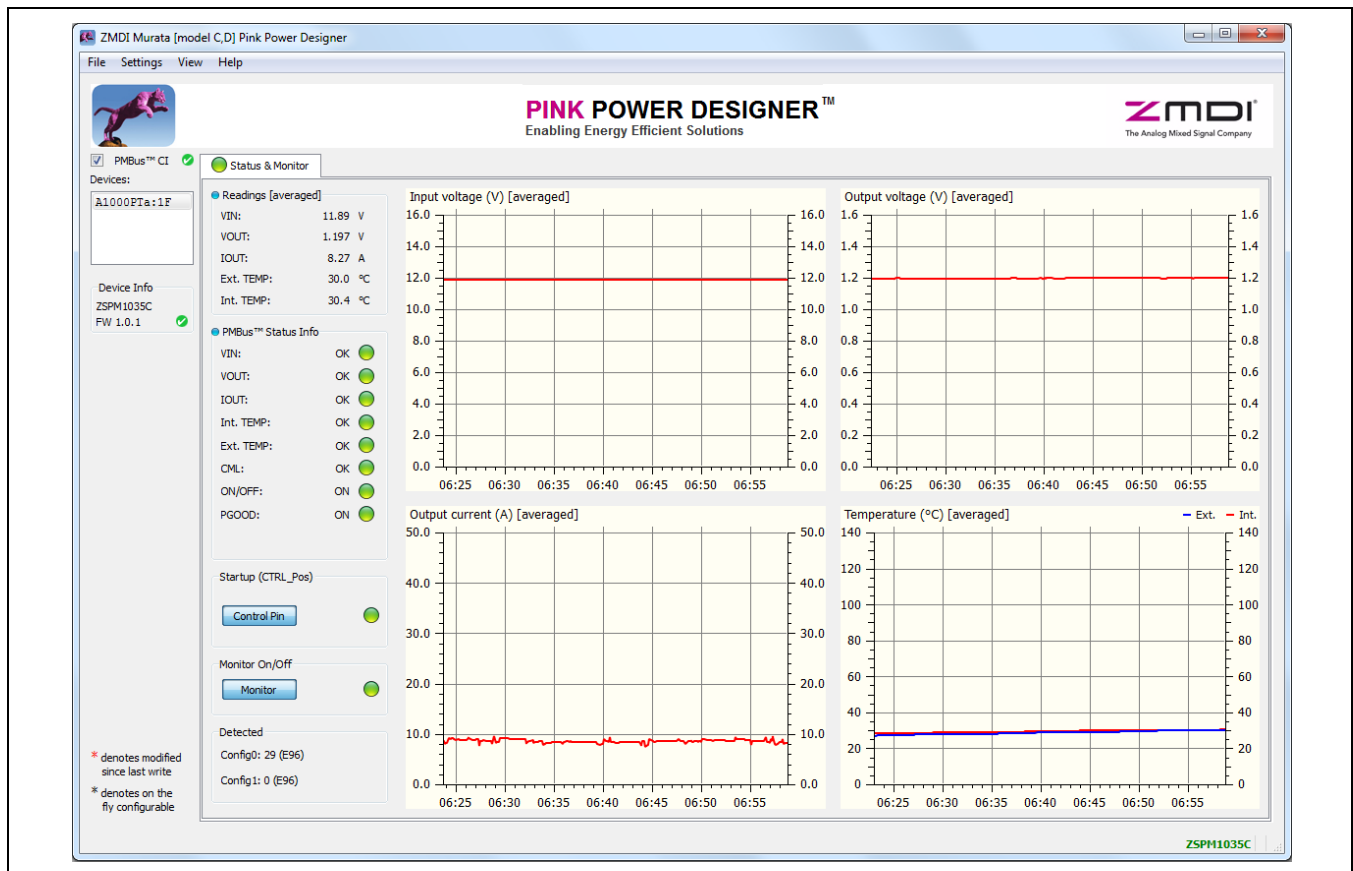 ZMDI Murata [model C,D] Pink Power Designer
File Settings View Help
PINK POWER DESIGNER™
Enabling Energy Efficient Solutions
ZMDI
The Analog Mixed Signal Company
PMBus™ CI
Devices:
A1000PTa:1F
Device Info
ZSPM1035C
FW 1.0.1
* denotes modified
since last write
* denotes on the
fly configurable
Status & Monitor
Readings [averaged]
VIN: 11.89 V
VOUT: 1.197 V
IOUT: 8.27 A
Ext. TEMP: 30.0 ºC
Int. TEMP: 30.4 ºC
PMBus™ Status Info
VIN: OK
VOUT: OK
IOUT: OK
Int. TEMP: OK
Ext. TEMP: OK
CML: OK
ON/OFF: ON
PGOOD: ON
Startup (CTRL_Pos)
Control Pin
Monitor On/Off
Monitor
Detected
Config0: 29 (E96)
Config1: 0 (E96)
Input voltage (V) [averaged]
16.0 16.0
14.0 14.0
12.0 12.0
10.0 10.0
8.0 8.0
6.0 6.0
4.0 4.0
2.0 2.0
0.0 0.0
06:25 06:30 06:35 06:40 06:45 06:50 06:55
Output voltage (V) [averaged]
1.6 1.6
1.4 1.4
1.2 1.2
1.0 1.0
0.8 0.8
0.6 0.6
0.4 0.4
0.2 0.2
0.0 0.0
06:25 06:30 06:35 06:40 06:45 06:50 06:55
Output current (A) [averaged]
50.0 50.0
40.0 40.0
30.0 30.0
20.0 20.0
10.0 10.0
0.0 0.0
06:25 06:30 06:35 06:40 06:45 06:50 06:55
Temperature (ºC) [averaged]
Ext. Int.
140 140
120 120
100 100
80 80
60 60
40 40
20 20
0 0
06:25 06:30 06:35 06:40 06:45 06:50 06:55
ZSPM1035C